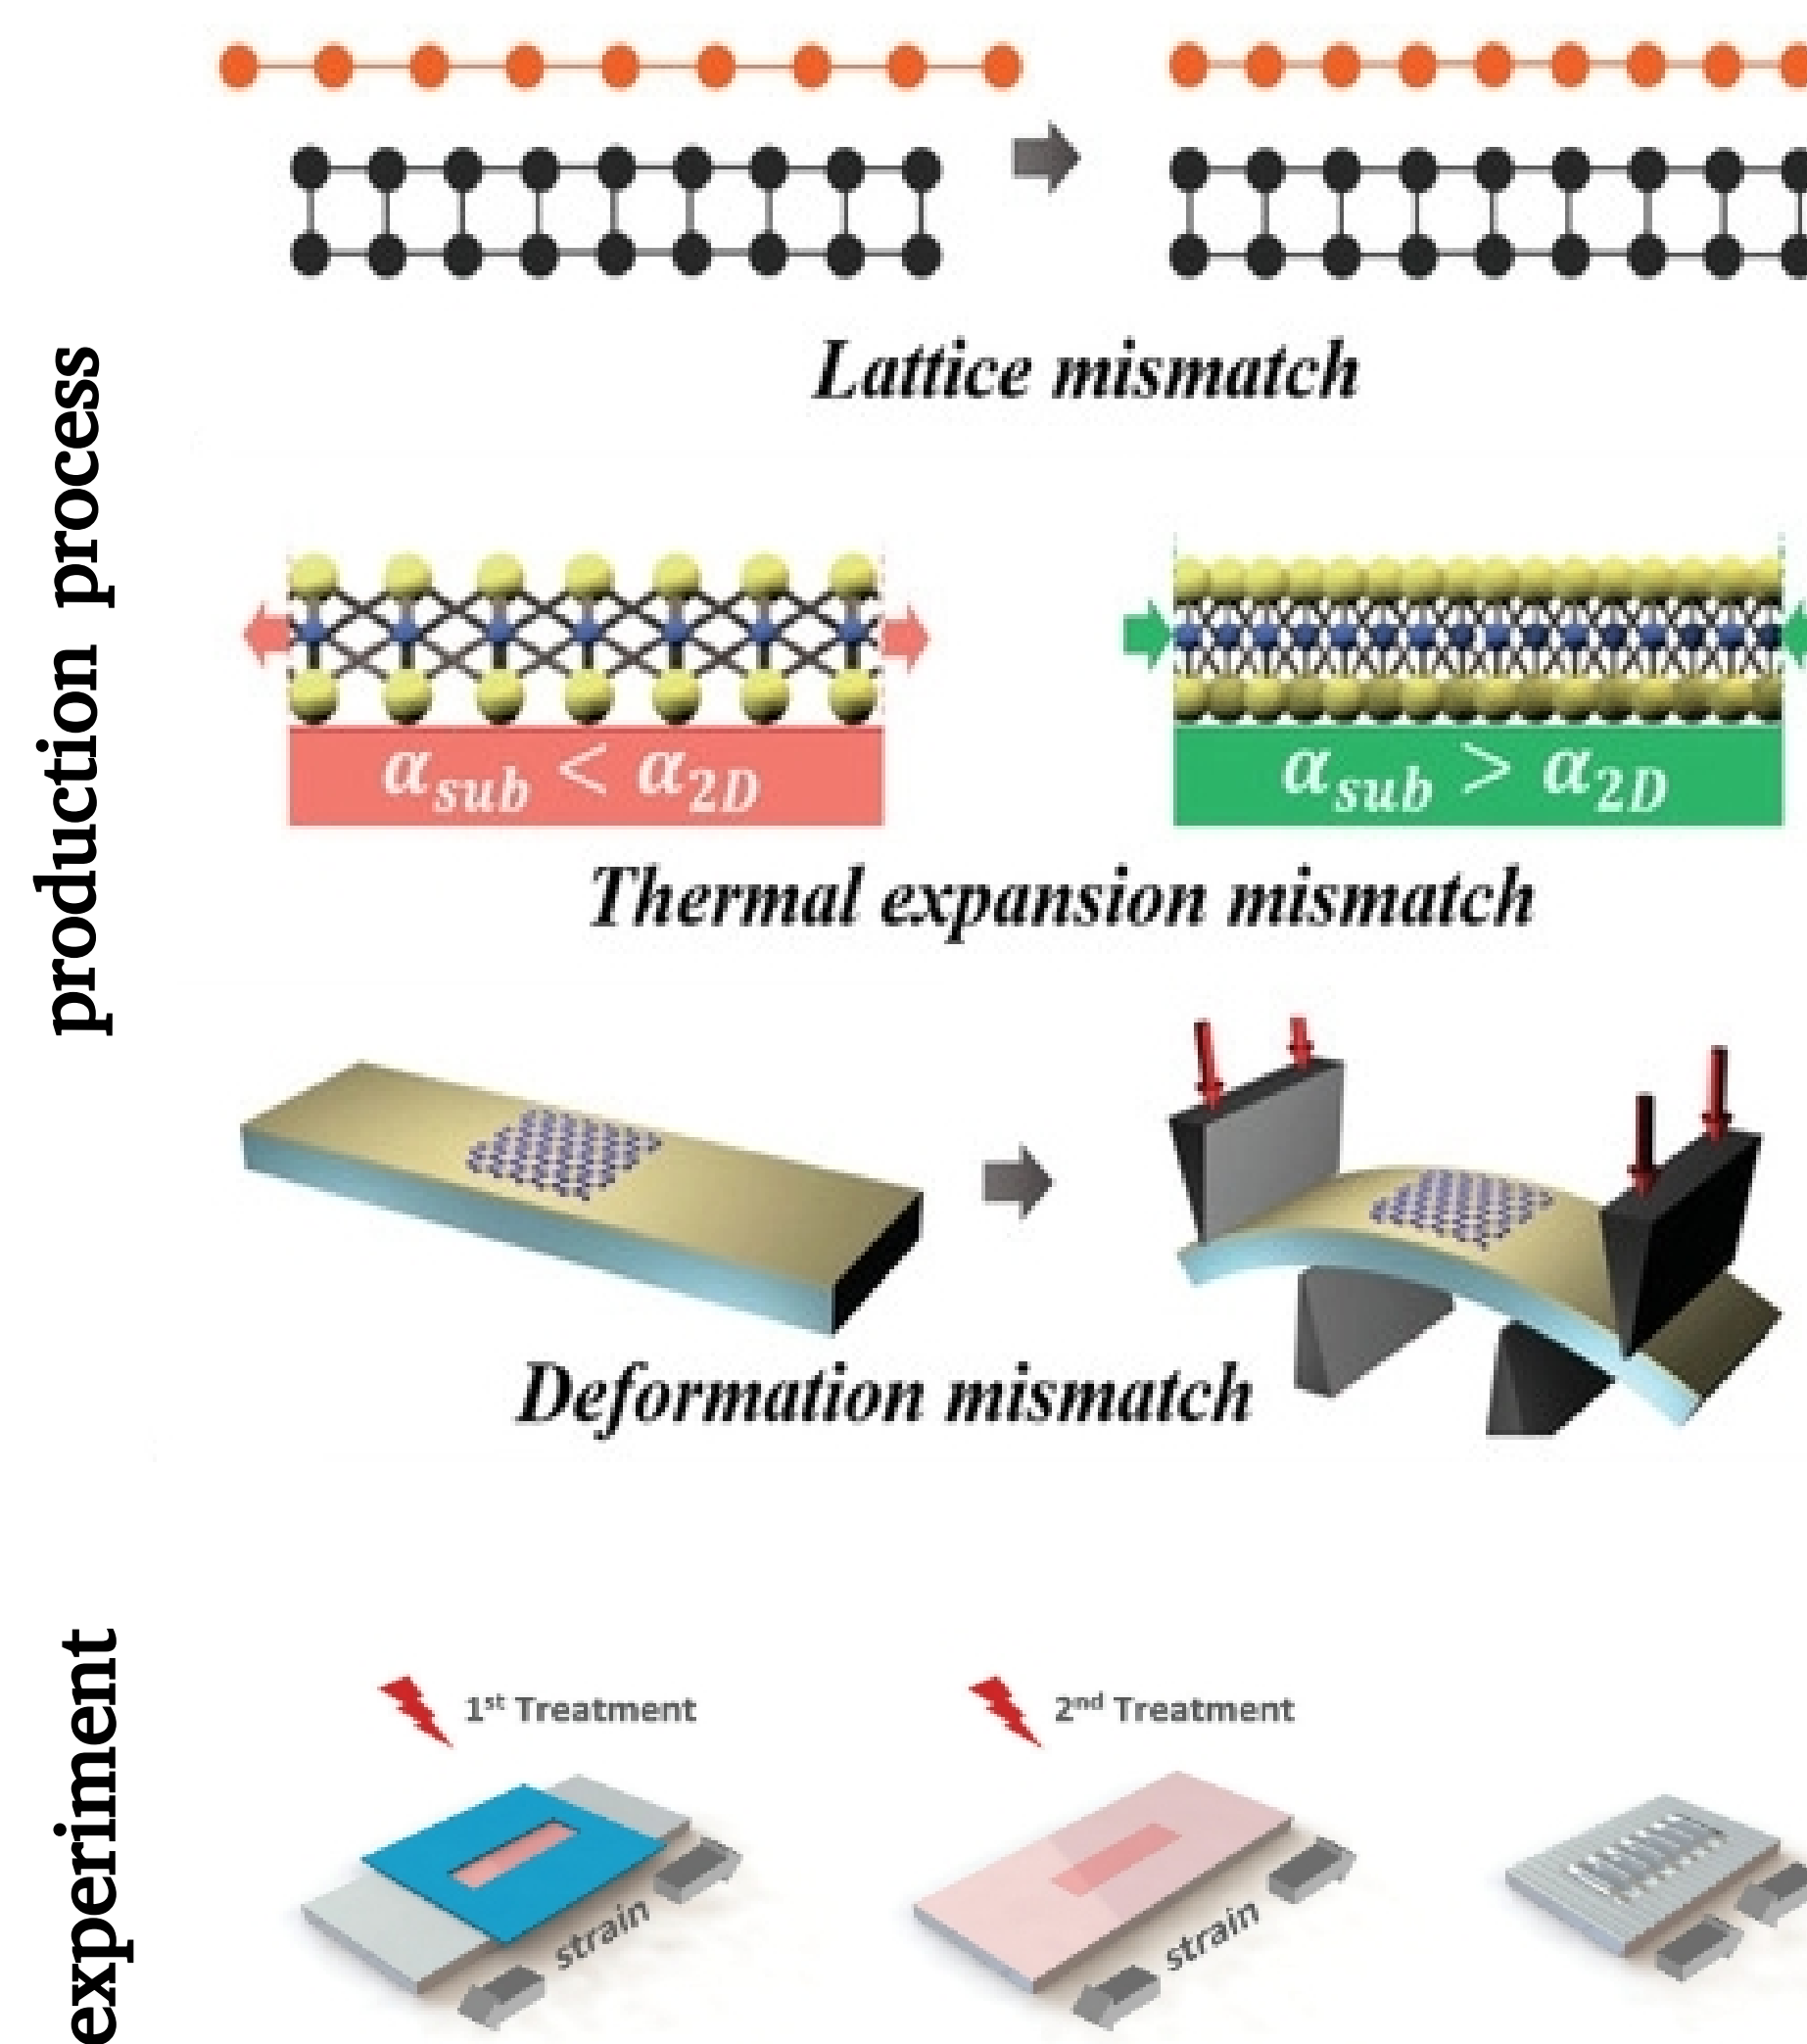 production process
Lattice mismatch
α_sub < α_2D
α_sub > α_2D
Thermal expansion mismatch
Deformation mismatch
experiment
1st Treatment
2nd Treatment
strain
strain